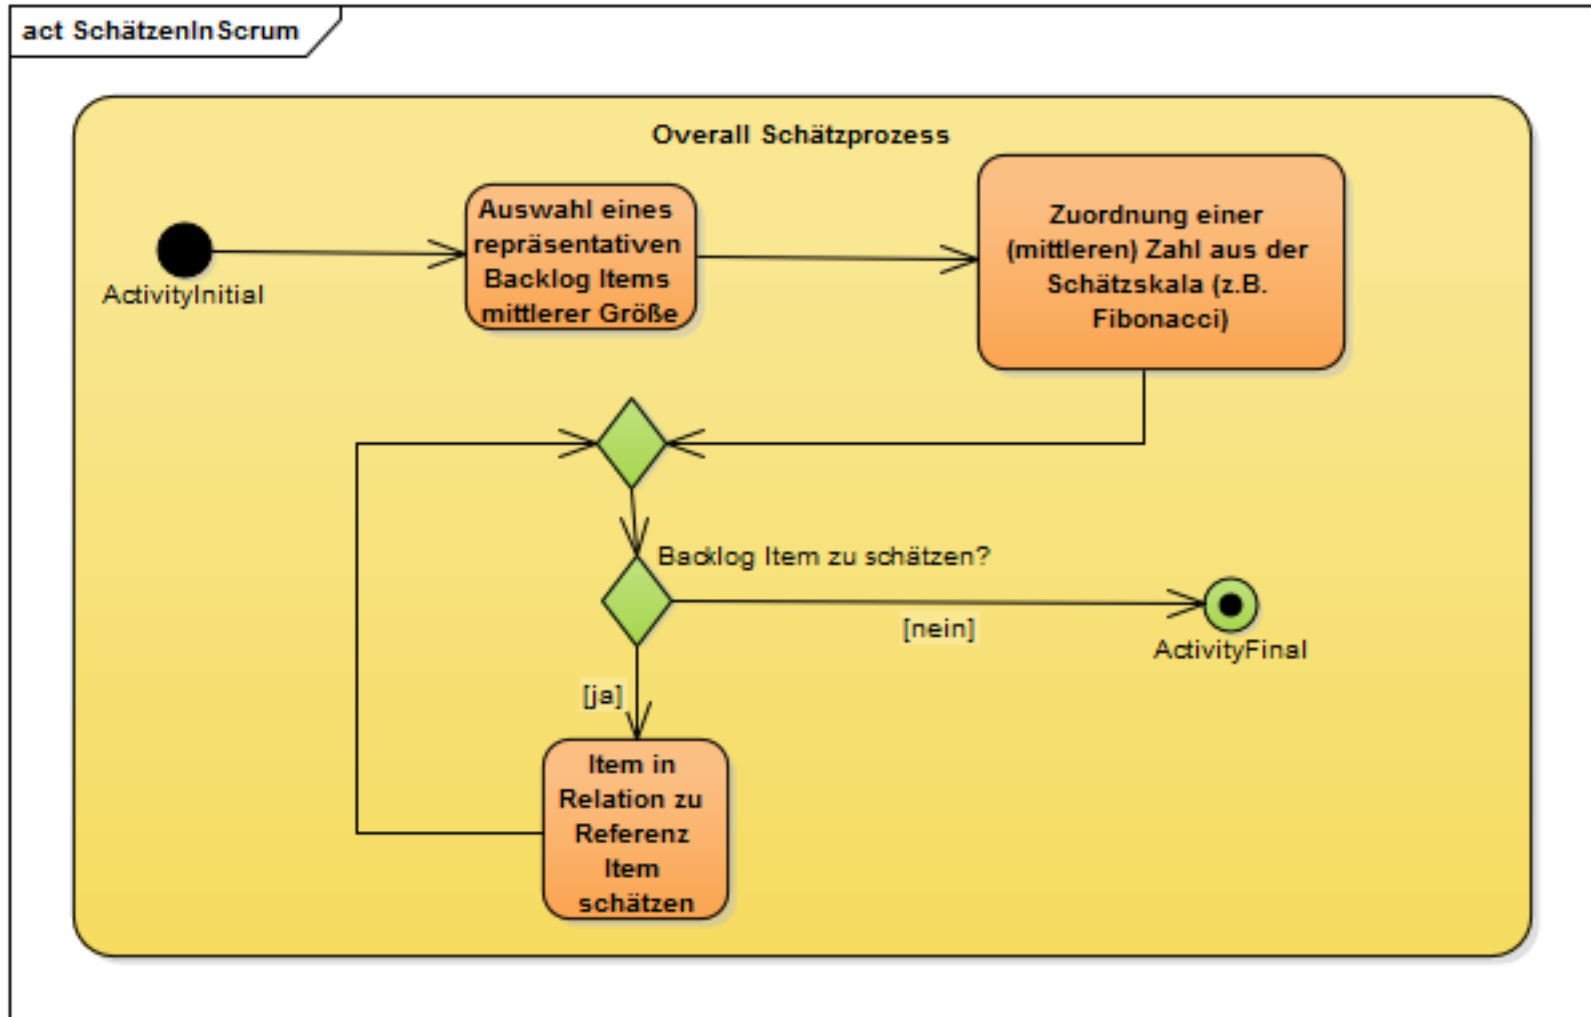 act SchätzenInScrum
Overall Schätzprozess
ActivityInitial
Auswahl eines
repräsentativen
Backlog Items
mittlerer Größe
Zuordnung einer
(mittleren) Zahl aus der
Schätzskala (z.B.
Fibonacci)
Backlog Item zu schätzen?
[nein]
ActivityFinal
[ja]
Item in
Relation zu
Referenz
Item
schätzen